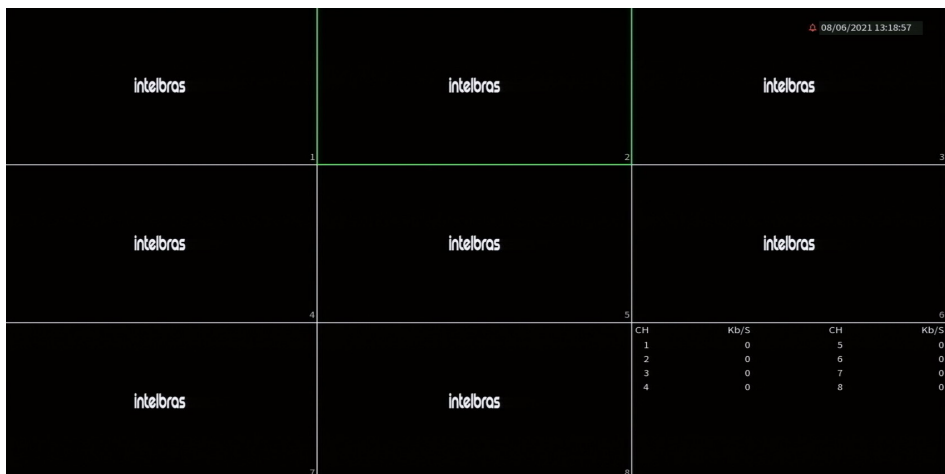 08/06/2021 13:18:57
intelbras intelbras intelbras
1 2 3
intelbras intelbras intelbras
4 5 6
CH Kb/S CH Kb/S
1 0 5 0
2 0 6 0
3 0 7 0
4 0 8 0
intelbras intelbras
7 8